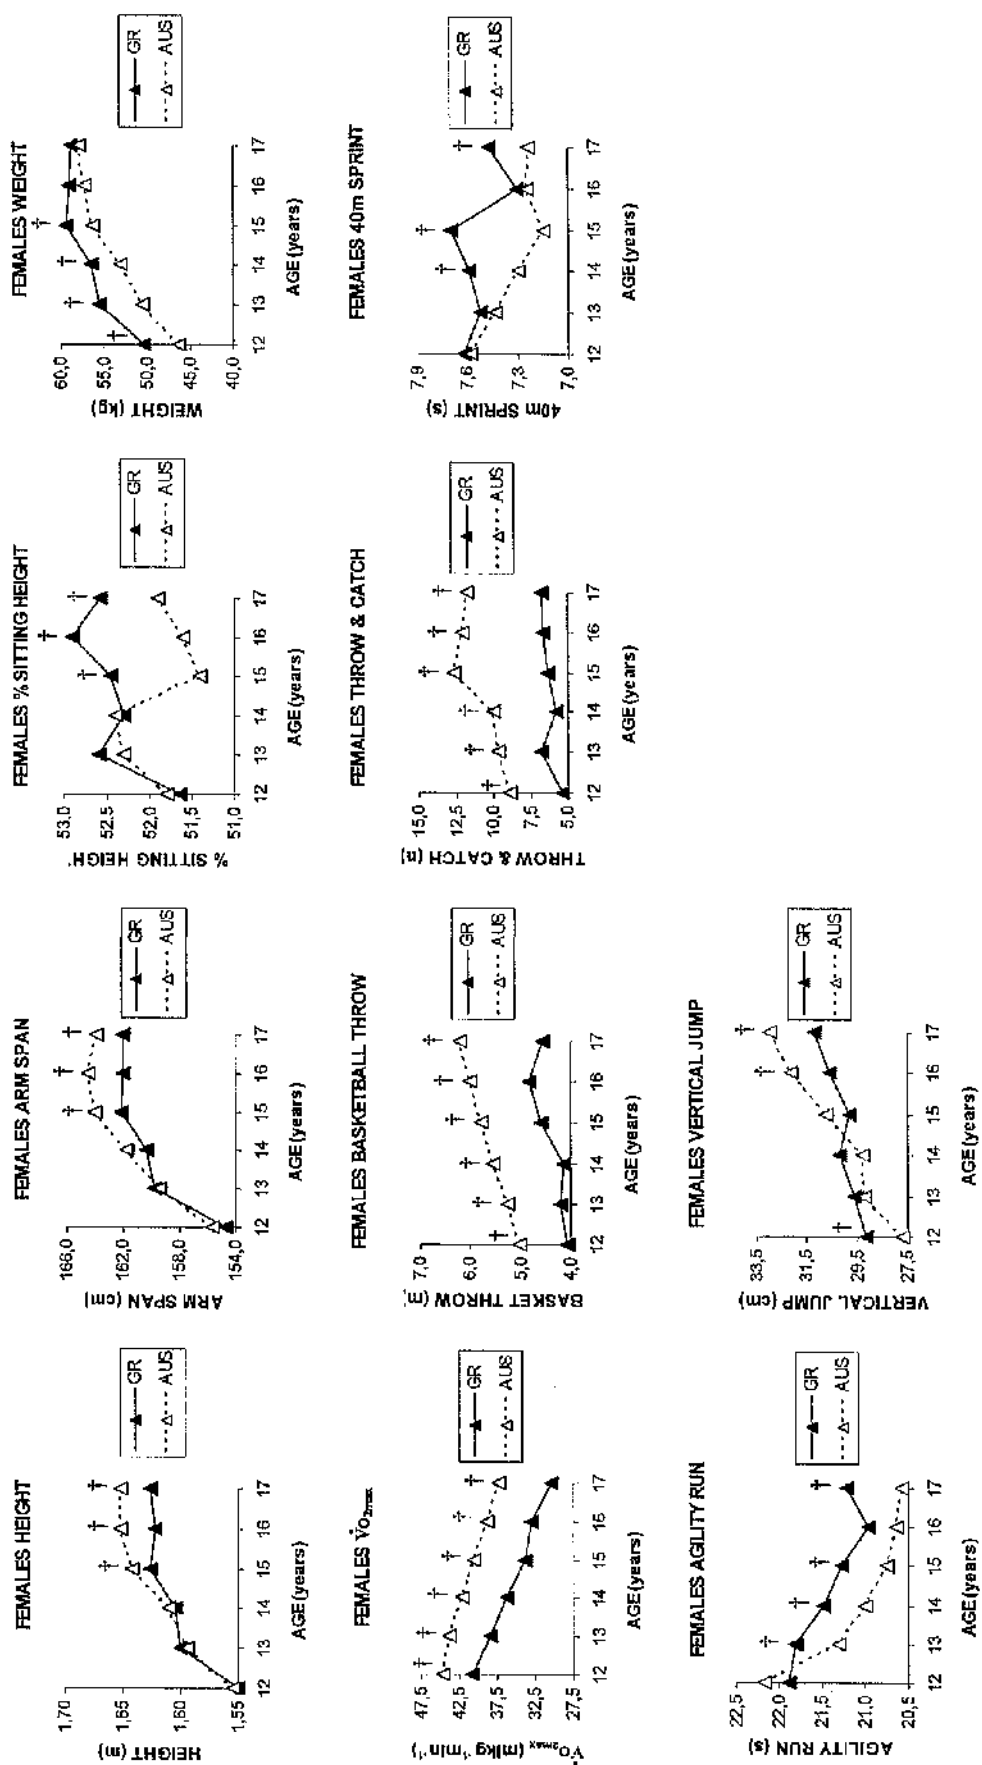 FEMALES HEIGHT
HEIGHT (m)
1,70
1,65
1,60
1,55
† † †
12 13 14 15 16 17
AGE (years)
GR
AUS
FEMALES ARM SPAN
ARM SPAN (cm)
166,0
162,0
158,0
154,0
† † †
12 13 14 15 16 17
AGE (years)
GR
AUS
FEMALES % SITTING HEIGHT
% SITTING HEIGH'
53,0
52,5
52,0
51,5
51,0
† † †
12 13 14 15 16 17
AGE (years)
GR
AUS
FEMALES WEIGHT
WEIGHT (kg)
60,0
55,0
50,0
45,0
40,0
† † † †
12 13 14 15 16 17
AGE (years)
GR
AUS
FEMALES V̇O2max
V̇O2max (mlkg-1min-1)
47,5
42,5
37,5
32,5
27,5
† † † † † †
12 13 14 15 16 17
AGE (years)
GR
AUS
FEMALES BASKETBALL THROW
BASKET THROW (m
7,0
6,0
5,0
4,0
† † † † † †
12 13 14 15 16 17
AGE (years)
GR
AUS
FEMALES THROW & CATCH
THROW & CATCH (n)
15,0
12,5
10,0
7,5
5,0
† † † † † †
12 13 14 15 16 17
AGE (years)
GR
AUS
FEMALES 40m SPRINT
40m SPRINT (s)
7,9
7,6
7,3
7,0
† † †
12 13 14 15 16 17
AGE (years)
GR
AUS
FEMALES AGILITY RUN
AGILITY RUN (s)
22,5
22,0
21,5
21,0
20,5
† † † †
12 13 14 15 16 17
AGE (years)
GR
AUS
FEMALES VERTICAL JUMP
VERTICAL JUMP (cm)
33,5
31,5
29,5
27,5
† † †
12 13 14 15 16 17
AGE (years)
GR
AUS